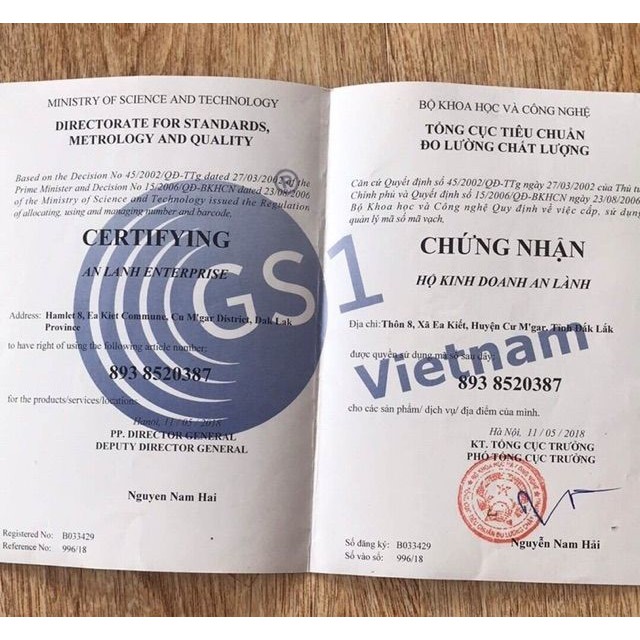 MINISTRY OF SCIENCE AND TECHNOLOGY
DIRECTORATE FOR STANDARDS,
METROLOGY AND QUALITY
Based on the Decision No 45/2002/QĐ-TTg dated 27/03/2002 of the
Prime Minister and Decision No 15/2006/QĐ-BKHCN dated 23/08/2006
of the Ministry of Science and Technology issued the Regulation
of allocating, using and managing number and barcode.
CERTIFYING
AN LANH ENTERPRISE
Address: Hamlet 8, Ea Kiet Commune, Cu M'gar District, Dak Lak
Province
to have right of using the following article number:
893 8520387
for the products/services/locations
Hanoi, 11 / 05 / 2018
PP. DIRECTOR GENERAL
DEPUTY DIRECTOR GENERAL
Nguyen Nam Hai
Registered No: B033429
Reference No: 996/18
GS1
®
Vietnam
BỘ KHOA HỌC VÀ CÔNG NGHỆ
TỔNG CỤC TIÊU CHUẨN
ĐO LƯỜNG CHẤT LƯỢNG
Căn cứ Quyết định số 45/2002/QĐ-TTg ngày 27/03/2002 của Thủ
Chính phủ và Quyết định số 15/2006/QĐ-BKHCN ngày 23/08/2006
Bộ Khoa học và Công nghệ Quy định về việc cấp, sử dụng
quản lý mã số mã vạch.
CHỨNG NHẬN
HỘ KINH DOANH AN LÀNH
Địa chỉ:Thôn 8, Xã Ea Kiết, Huyện Cư M'gar, Tỉnh Đắk Lắk
được quyền sử dụng mã số sau đây:
893 8520387
cho các sản phẩm/ dịch vụ/ địa điểm của mình.
Hà Nội, 11 / 05 / 2018
KT. TỔNG CỤC TRƯỞNG
PHÓ TỔNG CỤC TRƯỞNG
Nguyễn Nam Hải
Số đăng ký: B033429
Số vào sổ: 996/18